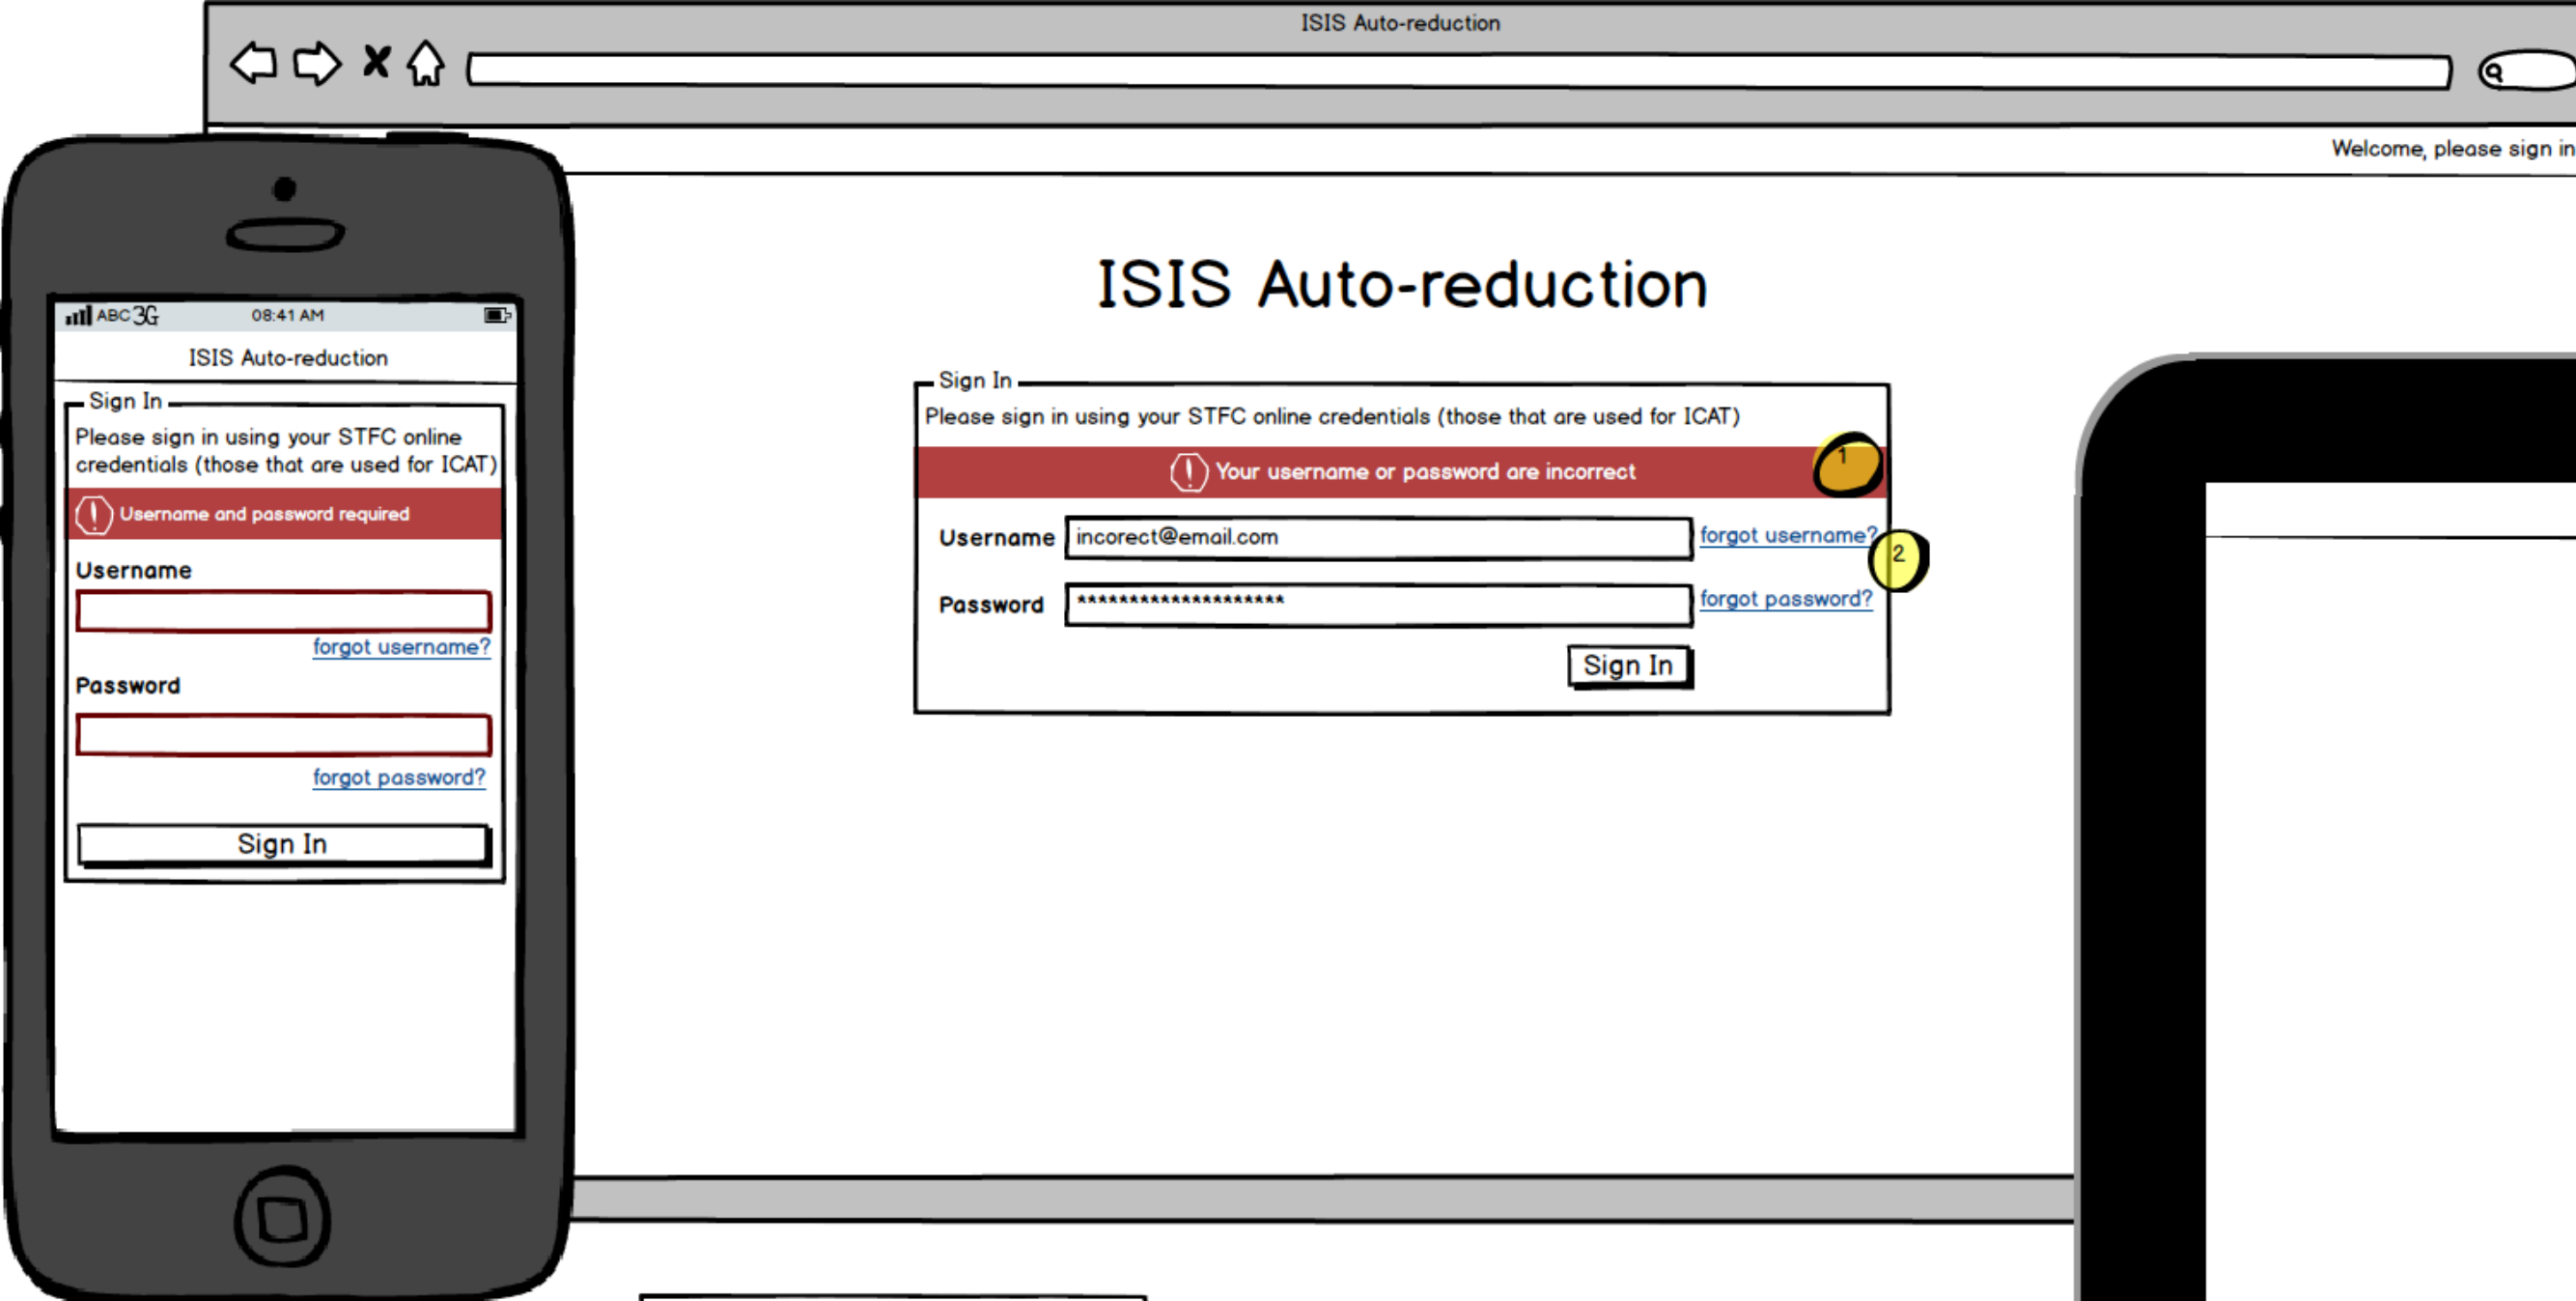 ISIS Auto-reduction
Welcome, please sign in
ABC 3G 08:41 AM
ISIS Auto-reduction
Sign In
Please sign in using your STFC online
credentials (those that are used for ICAT)
Username and password required
Username
forgot username?
Password
forgot password?
Sign In
ISIS Auto-reduction
Sign In
Please sign in using your STFC online credentials (those that are used for ICAT)
Your username or password are incorrect
1
Username incorect@email.com forgot username?
2
Password ******************** forgot password?
Sign In